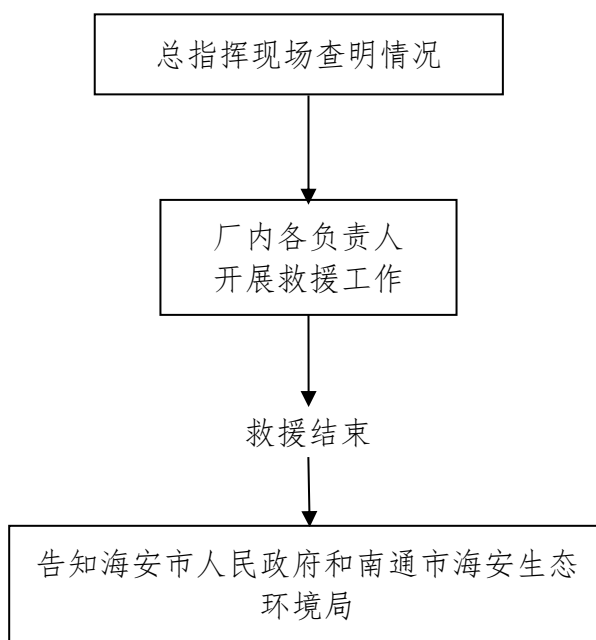 总指挥现场查明情况
厂内各负责人
开展救援工作
救援结束
告知海安市人民政府和南通市海安生态
环境局